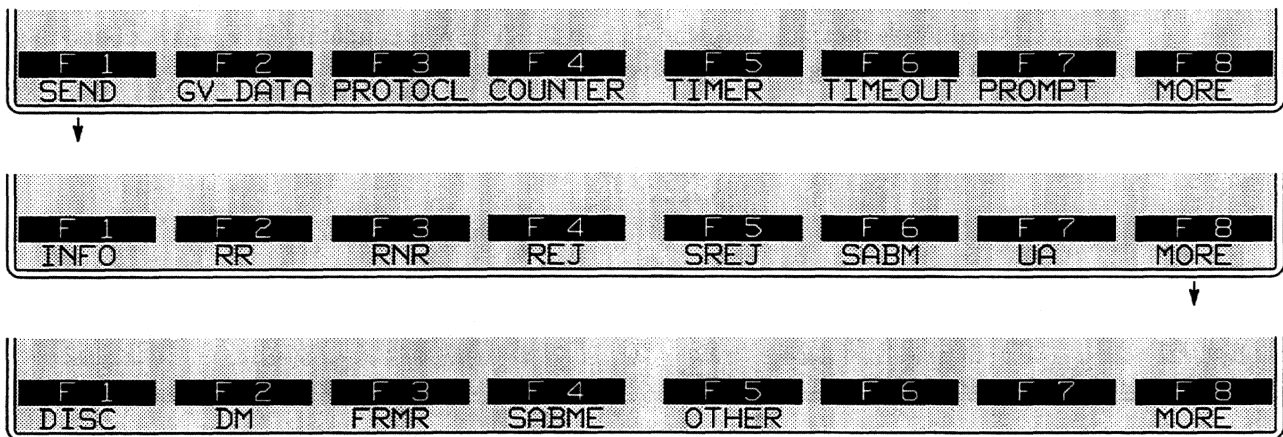 F 1 F 2 F 3 F 4 F 5 F 6 F 7 F 8
SEND GV_DATA PROTOCL COUNTER TIMER TIMEOUT PROMPT MORE
F 1 F 2 F 3 F 4 F 5 F 6 F 7 F 8
INFO RR RNR REJ SREJ SABM UA MORE
F 1 F 2 F 3 F 4 F 5 F 6 F 7 F 8
DISC DM FRMR SABME OTHER MORE